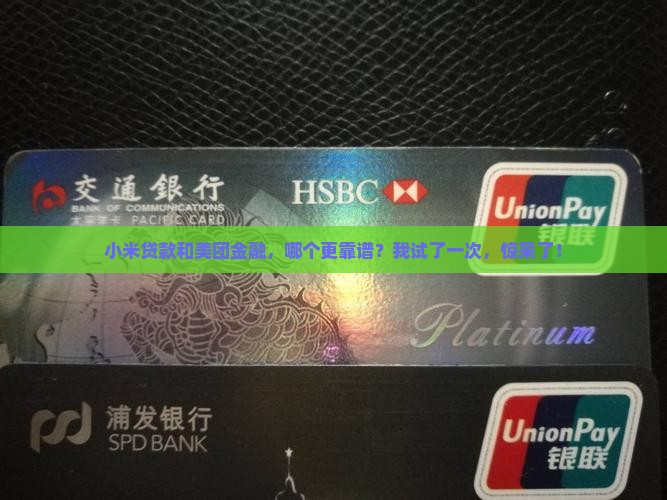 交通銀行
BANK OF COMMUNICATIONS
太平洋卡 PACIFIC CARD
HSBC
UnionPay
银联
小米贷款和美团金融，哪个更靠谱？我试了一次，惊呆了！
Platinum
浦发银行
SPD BANK
UnionPay
银联